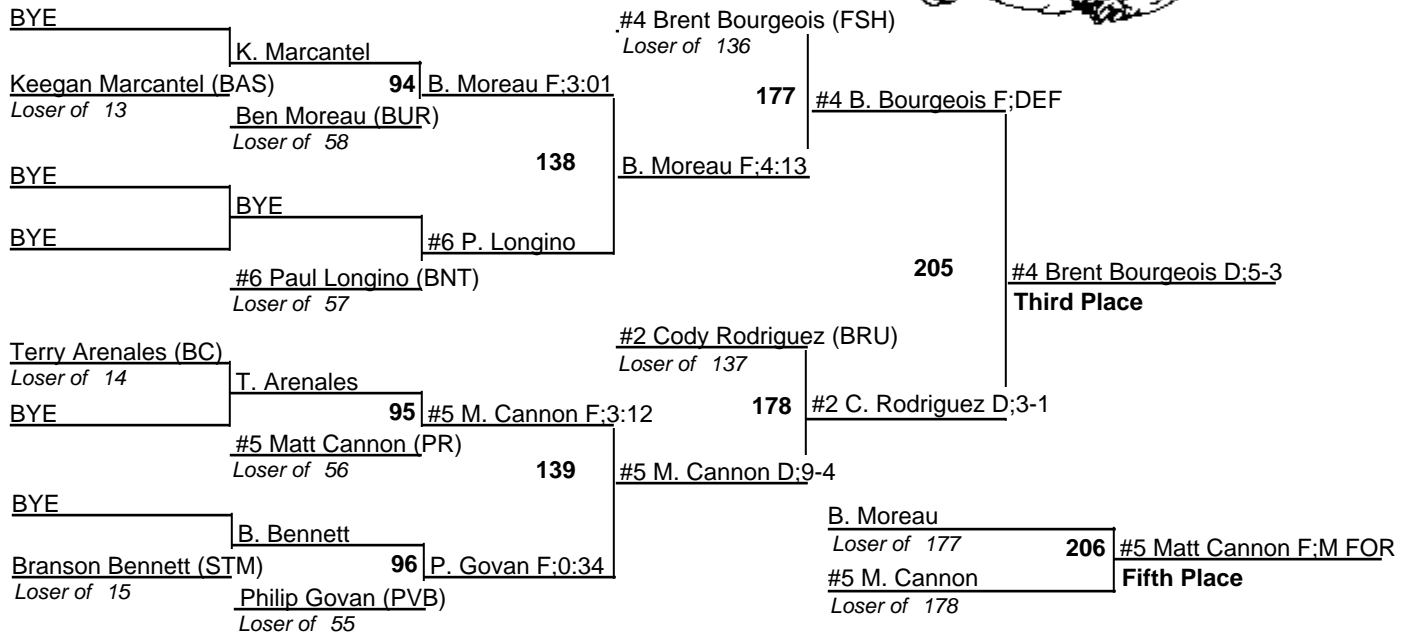 BYE
Keegan Marcantel (BAS)
Loser of 13
K. Marcantel
94
Ben Moreau (BUR)
Loser of 58
B. Moreau F;3:01
BYE
BYE
BYE
#6 Paul Longino (BNT)
Loser of 57
#6 P. Longino
138
#4 Brent Bourgeois (FSH)
Loser of 136
177
B. Moreau F;4:13
#4 B. Bourgeois F;DEF
Terry Arenales (BC)
Loser of 14
BYE
T. Arenales
95
#5 Matt Cannon (PR)
Loser of 56
#5 M. Cannon F;3:12
BYE
Branson Bennett (STM)
Loser of 15
B. Bennett
96
Philip Govan (PVB)
Loser of 55
P. Govan F;0:34
139
#2 Cody Rodriguez (BRU)
Loser of 137
178
#5 M. Cannon D;9-4
#2 C. Rodriguez D;3-1
205
#4 Brent Bourgeois D;5-3
Third Place
B. Moreau
Loser of 177
206
#5 M. Cannon
Loser of 178
#5 Matt Cannon F;M FOR
Fifth Place